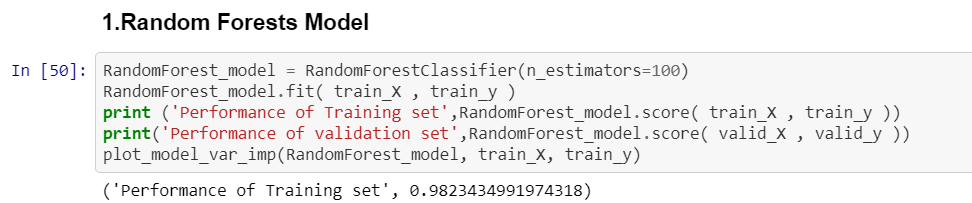 1.Random Forests Model
In [50]: RandomForest_model = RandomForestClassifier(n_estimators=100)
RandomForest_model.fit( train_X , train_y )
print ('Performance of Training set',RandomForest_model.score( train_X , train_y ))
print('Performance of validation set',RandomForest_model.score( valid_X , valid_y ))
plot_model_var_imp(RandomForest_model, train_X, train_y)
('Performance of Training set', 0.9823434991974318)